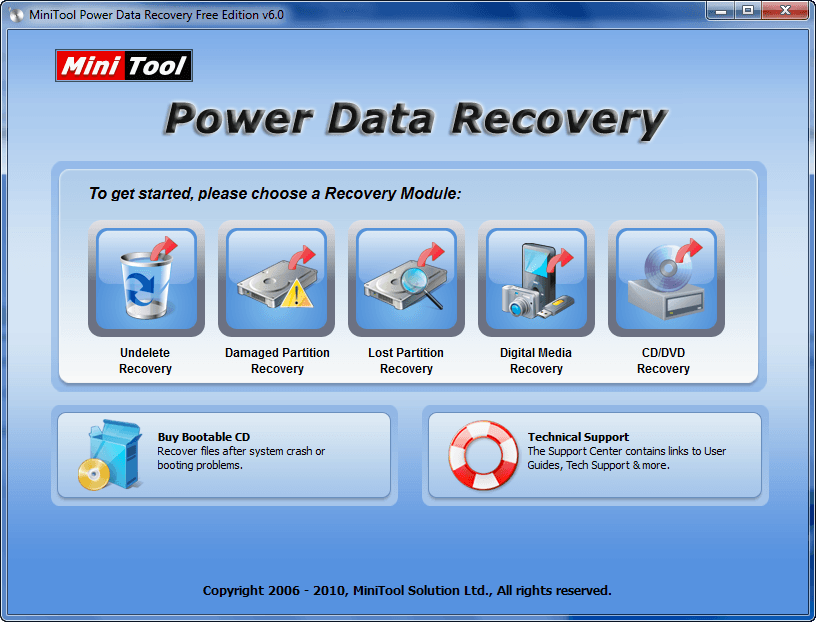 MiniTool Power Data Recovery Free Edition v6.0
Mini Tool
Power Data Recovery
To get started, please choose a Recovery Module:
Undelete
Recovery
Damaged Partition
Recovery
Lost Partition
Recovery
Digital Media
Recovery
CD/DVD
Recovery
Buy Bootable CD
Recover files after system crash or
booting problems.
Technical Support
The Support Center contains links to User
Guides, Tech Support & more.
Copyright 2006 - 2010, MiniTool Solution Ltd., All rights reserved.